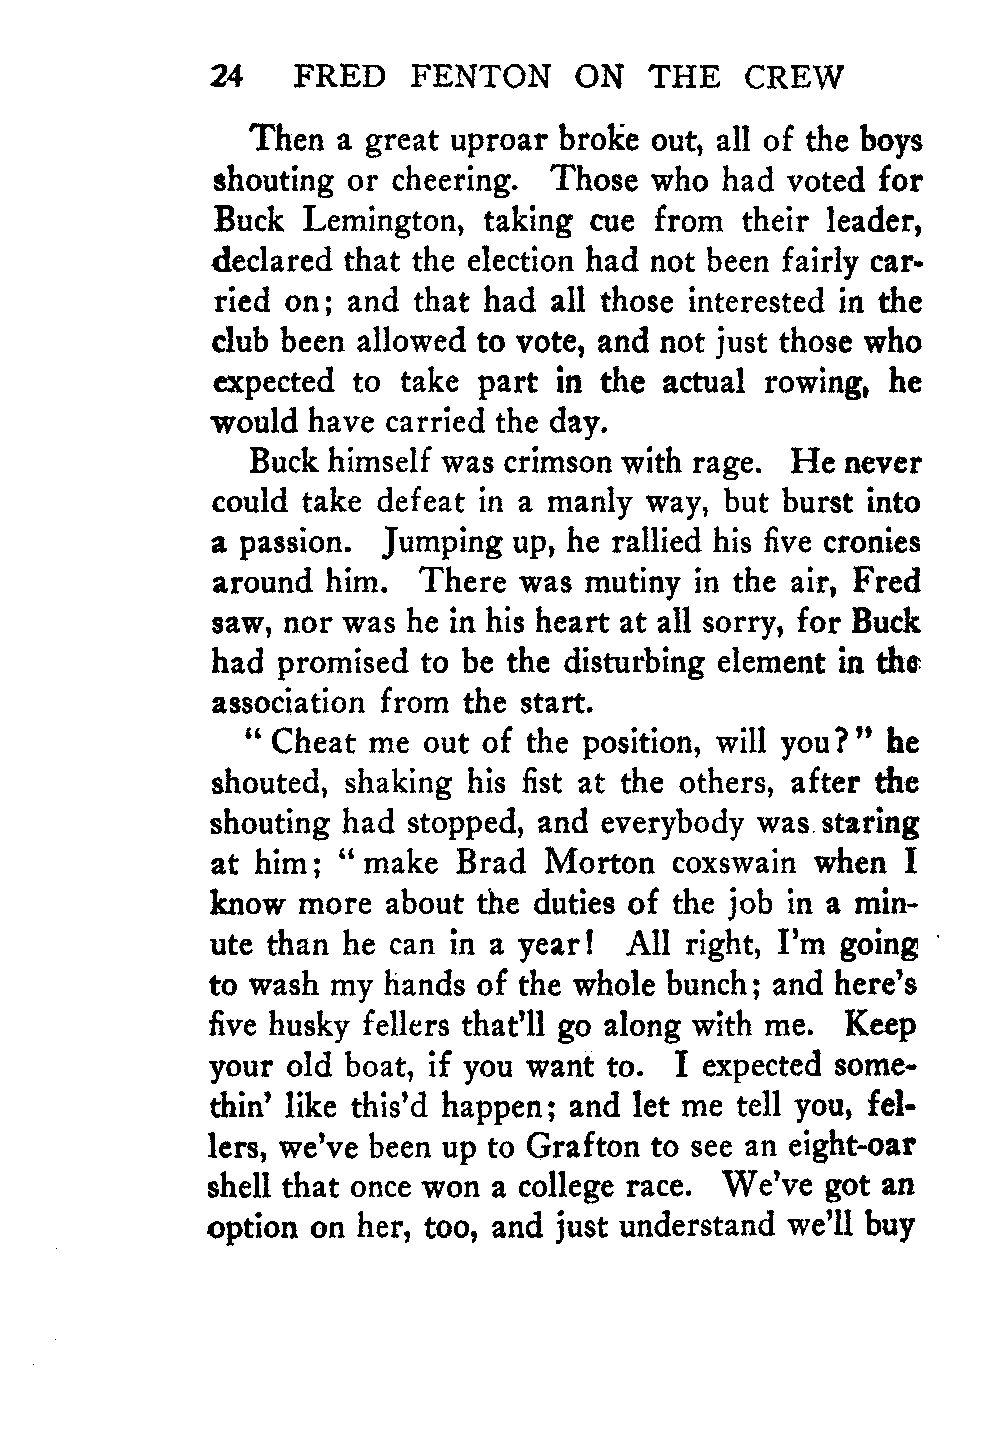 24 FRED FENTON ON THE CREW
Then a great uproar broke out, all of the boys
shouting or cheering. Those who had voted for
Buck Lemington, taking cue from their leader,
declared that the election had not been fairly car-
ried on; and that had all those interested in the
club been allowed to vote, and not just those who
expected to take part in the actual rowing, he
would have carried the day.
Buck himself was crimson with rage. He never
could take defeat in a manly way, but burst into
a passion. Jumping up, he rallied his five cronies
around him. There was mutiny in the air, Fred
saw, nor was he in his heart at all sorry, for Buck
had promised to be the disturbing element in the
association from the start.
“ Cheat me out of the position, will you?” he
shouted, shaking his fist at the others, after the
shouting had stopped, and everybody was staring
at him; “ make Brad Morton coxswain when I
know more about the duties of the job in a min-
ute than he can in a year! All right, I’m going
to wash my hands of the whole bunch; and here’s
five husky fellers that’ll go along with me. Keep
your old boat, if you want to. I expected some-
thin’ like this’d happen; and let me tell you, fel-
lers, we’ve been up to Grafton to see an eight-oar
shell that once won a college race. We’ve got an
option on her, too, and just understand we’ll buy